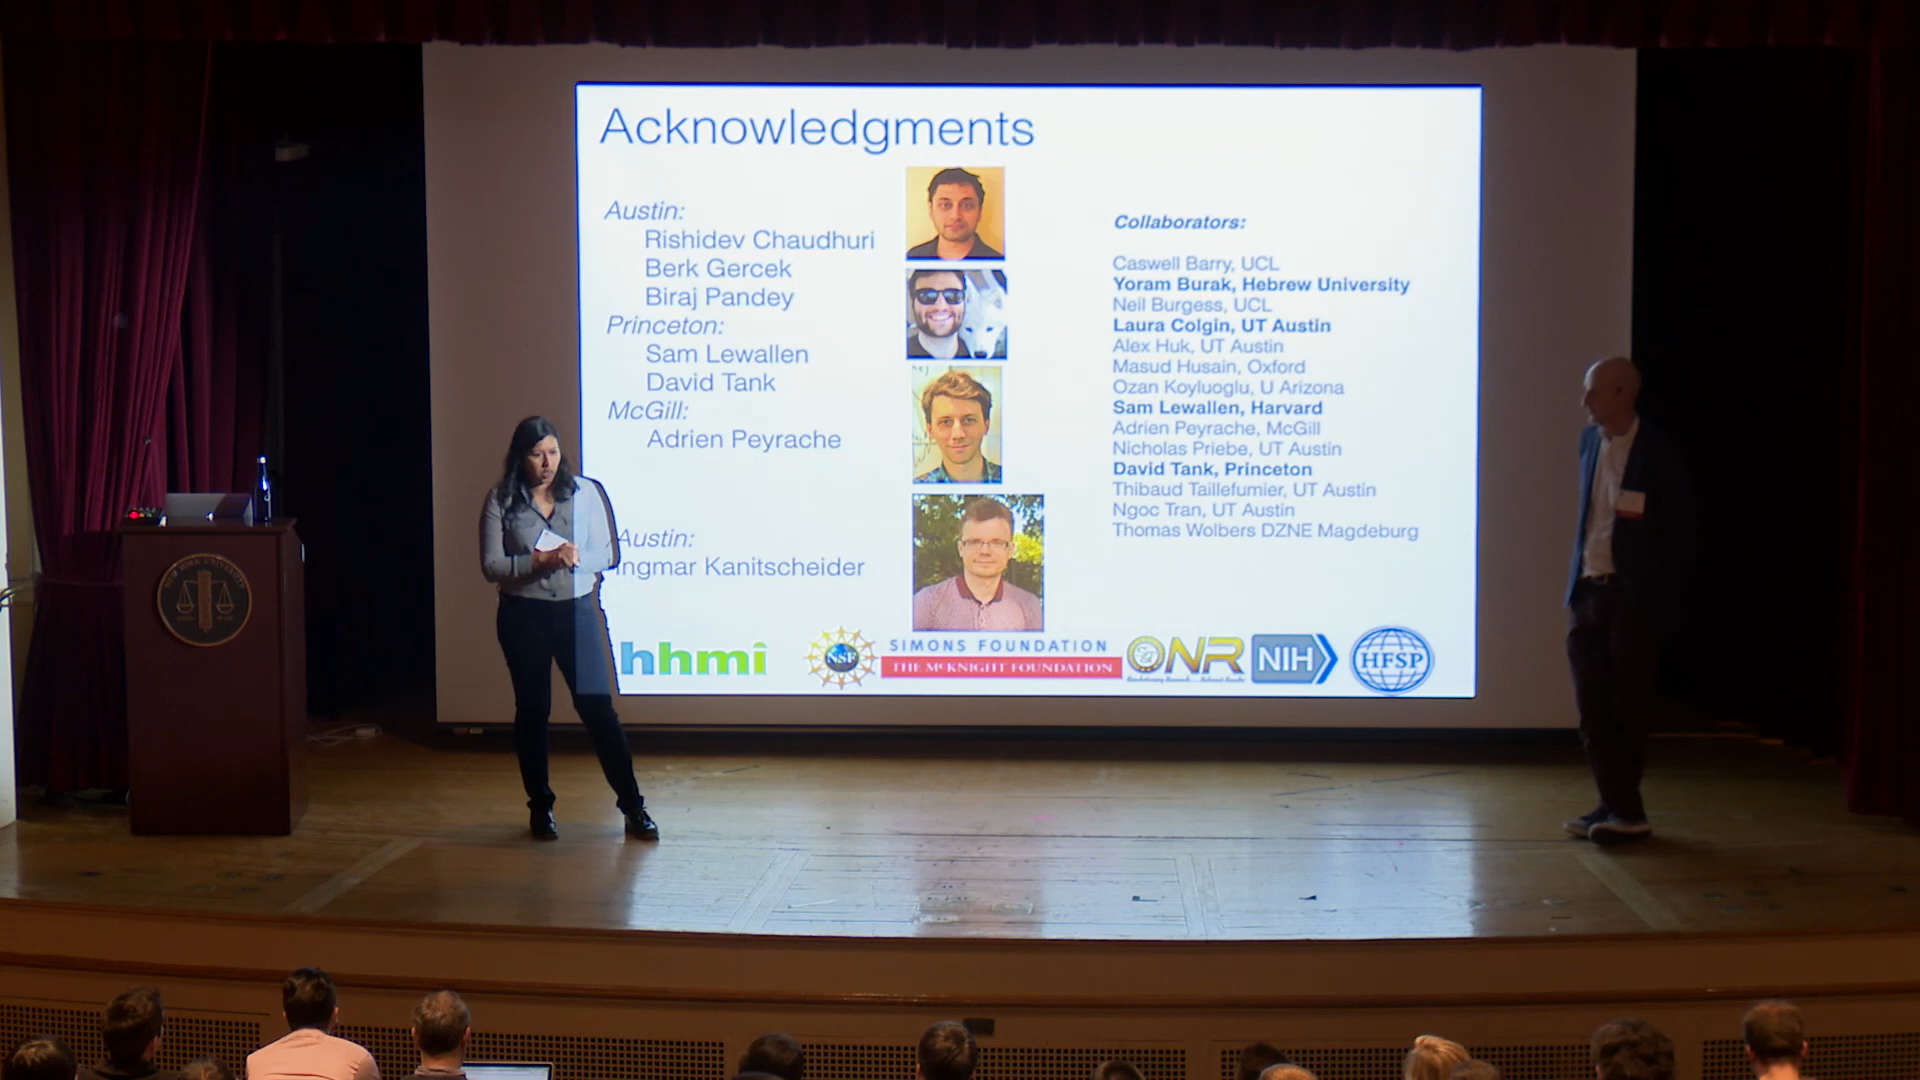 Acknowledgments
Austin:
Rishidev Chaudhuri
Berk Gercek
Biraj Pandey
Princeton:
Sam Lewallen
David Tank
McGill:
Adrien Peyrache
Austin:
Ingmar Kanitscheider
Collaborators:
Caswell Barry, UCL
Yoram Burak, Hebrew University
Neil Burgess, UCL
Laura Colgin, UT Austin
Alex Huk, UT Austin
Masud Husain, Oxford
Ozan Koyluoglu, U Arizona
Sam Lewallen, Harvard
Adrien Peyrache, McGill
Nicholas Priebe, UT Austin
David Tank, Princeton
Thibaud Taillefumier, UT Austin
Ngoc Tran, UT Austin
Thomas Wolbers DZNE Magdeburg
hhmi
NSF
SIMONS FOUNDATION
THE MCKNIGHT FOUNDATION
ONR
NIH
HFSP
NEW YORK UNIVERSITY